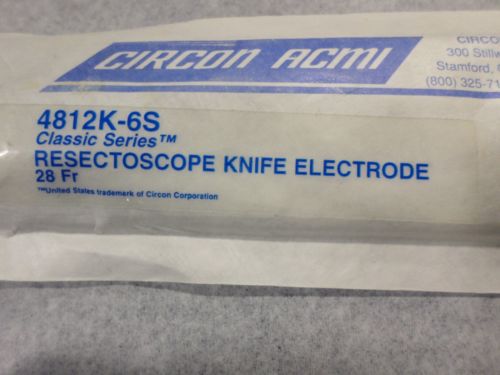 CIRCON ACMI
CIRCO
300 Stillw
Stamford,
(800) 325-71
4812K-6S
Classic Series™
RESECTOSCOPE KNIFE ELECTRODE
28 Fr
™United States trademark of Circon Corporation